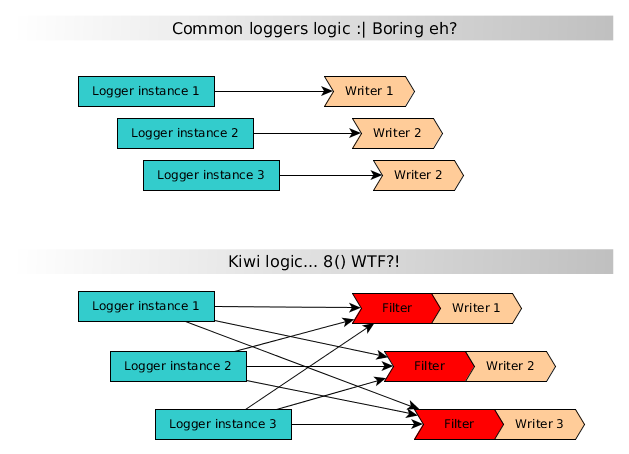 Common loggers logic :| Boring eh?
Logger instance 1
Writer 1
Logger instance 2
Writer 2
Logger instance 3
Writer 2
Kiwi logic... 8() WTF?!
Logger instance 1
Filter
Writer 1
Logger instance 2
Filter
Writer 2
Logger instance 3
Filter
Writer 3